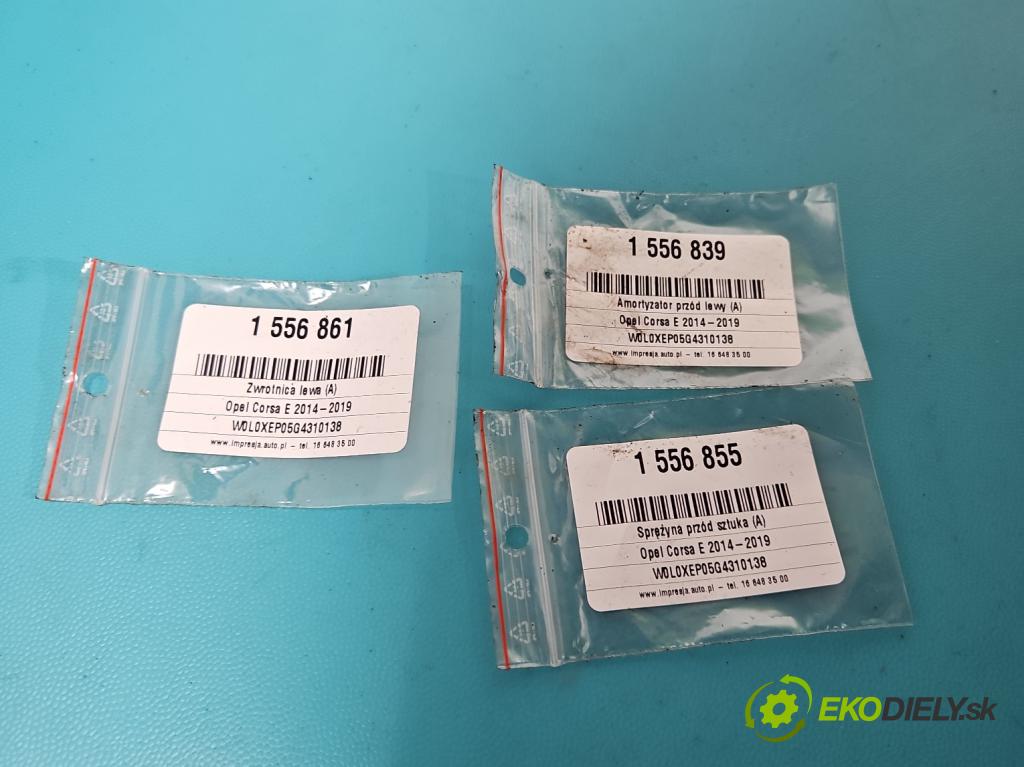 1 556 861
Zwrotnica lewa (A)
Opel Corsa E 2014-2019
W0L0XEP05G4310138
www.impresja.auto.pl - tel. 16 648 35 00
1 556 839
Amortyzator przód lewy (A)
Opel Corsa E 2014-2019
W0L0XEP05G4310138
www.impresja.auto.pl - tel. 16 648 35 00
1 556 855
Sprężyna przód sztuka (A)
Opel Corsa E 2014-2019
W0L0XEP05G4310138
www.impresja.auto.pl - tel. 16 648 35 00
EKODIELY.sk